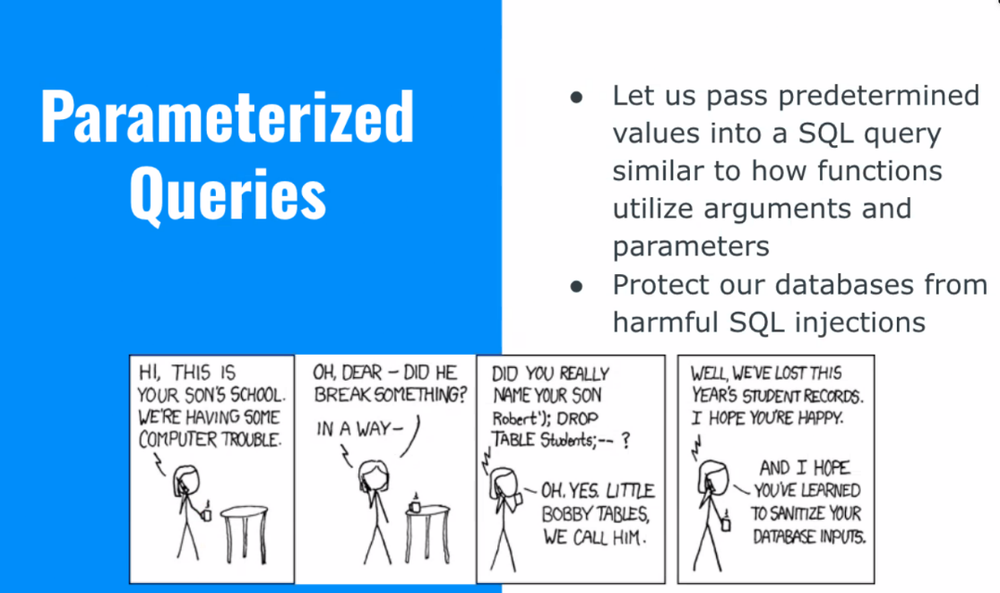 Parameterized
Queries
● Let us pass predetermined
values into a SQL query
similar to how functions
utilize arguments and
parameters
● Protect our databases from
harmful SQL injections
HI, THIS IS
YOUR SON'S SCHOOL.
WE'RE HAVING SOME
COMPUTER TROUBLE.
OH, DEAR – DID HE
BREAK SOMETHING?
IN A WAY–
DID YOU REALLY
NAME YOUR SON
Robert'); DROP
TABLE Students;-- ?
OH. YES. LITTLE
BOBBY TABLES,
WE CALL HIM.
WELL, WE'VE LOST THIS
YEAR'S STUDENT RECORDS.
I HOPE YOU'RE HAPPY.
AND I HOPE
YOU'VE LEARNED
TO SANITIZE YOUR
DATABASE INPUTS.